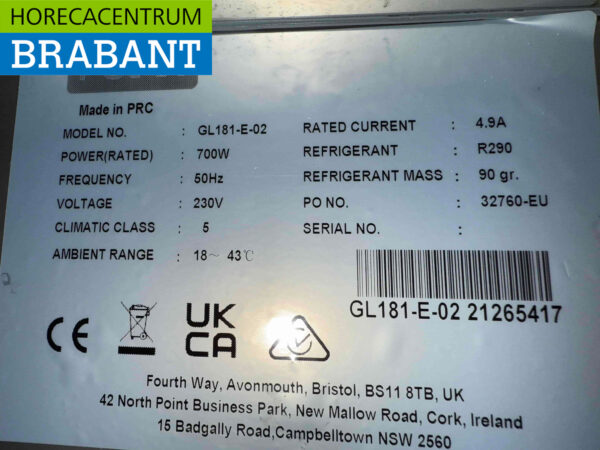 HORECACENTRUM
BRABANT
Made in PRC
MODEL NO. : GL181-E-02
POWER(RATED) : 700W
FREQUENCY : 50Hz
VOLTAGE : 230V
CLIMATIC CLASS : 5
AMBIENT RANGE : 18~ 43℃
RATED CURRENT : 4.9A
REFRIGERANT : R290
REFRIGERANT MASS : 90 gr.
PO NO. : 32760-EU
SERIAL NO. :
GL181-E-02 21265417
CE
UK
CA
Fourth Way, Avonmouth, Bristol, BS11 8TB, UK
42 North Point Business Park, New Mallow Road, Cork, Ireland
15 Badgally Road,Campbelltown NSW 2560